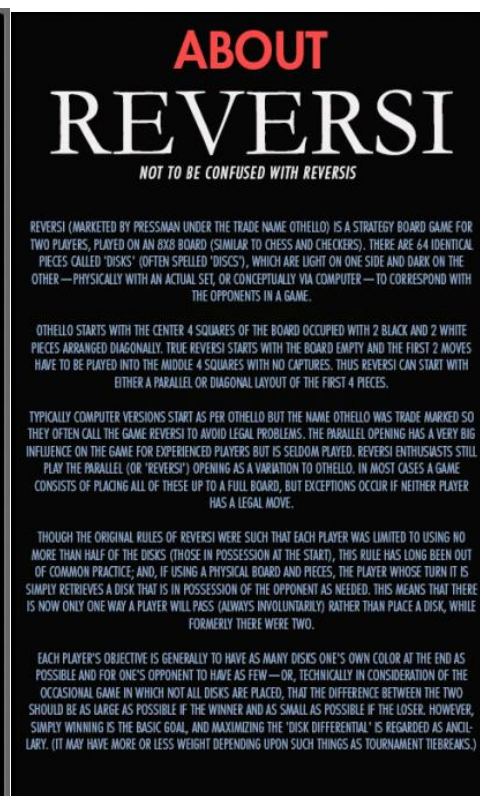 ABOUT
REVERSI
NOT TO BE CONFUSED WITH REVERSIS
REVERSI (MARKETED BY PRESSMAN UNDER THE TRADE NAME OTHELLO) IS A STRATEGY BOARD GAME FOR
TWO PLAYERS, PLAYED ON AN 8X8 BOARD (SIMILAR TO CHESS AND CHECKERS). THERE ARE 64 IDENTICAL
PIECES CALLED 'DISKS' (OFTEN SPELLED 'DISCS'), WHICH ARE LIGHT ON ONE SIDE AND DARK ON THE
OTHER — PHYSICALLY WITH AN ACTUAL SET, OR CONCEPTUALLY VIA COMPUTER — TO CORRESPOND WITH
THE OPPONENTS IN A GAME.
OTHELLO STARTS WITH THE CENTER 4 SQUARES OF THE BOARD OCCUPIED WITH 2 BLACK AND 2 WHITE
PIECES ARRANGED DIAGONALLY. TRUE REVERSI STARTS WITH THE BOARD EMPTY AND THE FIRST 2 MOVES
HAVE TO BE PLAYED INTO THE MIDDLE 4 SQUARES WITH NO CAPTURES. THUS REVERSI CAN START WITH
EITHER A PARALLEL OR DIAGONAL LAYOUT OF THE FIRST 4 PIECES.
TYPICALLY COMPUTER VERSIONS START AS PER OTHELLO BUT THE NAME OTHELLO WAS TRADE MARKED SO
THEY OFTEN CALL THE GAME REVERSI TO AVOID LEGAL PROBLEMS. THE PARALLEL OPENING HAS A VERY BIG
INFLUENCE ON THE GAME FOR EXPERIENCED PLAYERS BUT IS SELDOM PLAYED. REVERSI ENTHUSIASTS STILL
PLAY THE PARALLEL (OR 'REVERSI') OPENING AS A VARIATION TO OTHELLO. IN MOST CASES A GAME
CONSISTS OF PLACING ALL OF THESE UP TO A FULL BOARD, BUT EXCEPTIONS OCCUR IF NEITHER PLAYER
HAS A LEGAL MOVE.
THOUGH THE ORIGINAL RULES OF REVERSI WERE SUCH THAT EACH PLAYER WAS LIMITED TO USING NO
MORE THAN HALF OF THE DISKS (THOSE IN POSSESSION AT THE START), THIS RULE HAS LONG BEEN OUT
OF COMMON PRACTICE; AND, IF USING A PHYSICAL BOARD AND PIECES, THE PLAYER WHOSE TURN IT IS
SIMPLY RETRIEVES A DISK THAT IS IN POSSESSION OF THE OPPONENT AS NEEDED. THIS MEANS THAT THERE
IS NOW ONLY ONE WAY A PLAYER WILL PASS (ALWAYS INVOLUNTARILY) RATHER THAN PLACE A DISK, WHILE
FORMERLY THERE WERE TWO.
EACH PLAYER'S OBJECTIVE IS GENERALLY TO HAVE AS MANY DISKS ONE'S OWN COLOR AT THE END AS
POSSIBLE AND FOR ONE'S OPPONENT TO HAVE AS FEW — OR, TECHNICALLY IN CONSIDERATION OF THE
OCCASIONAL GAME IN WHICH NOT ALL DISKS ARE PLACED, THAT THE DIFFERENCE BETWEEN THE TWO
SHOULD BE AS LARGE AS POSSIBLE IF THE WINNER AND AS SMALL AS POSSIBLE IF THE LOSER. HOWEVER,
SIMPLY WINNING IS THE BASIC GOAL, AND MAXIMIZING THE 'DISK DIFFERENTIAL' IS REGARDED AS ANCIL-
LARY. (IT MAY HAVE MORE OR LESS WEIGHT DEPENDING UPON SUCH THINGS AS TOURNAMENT TIEBREAKS.)